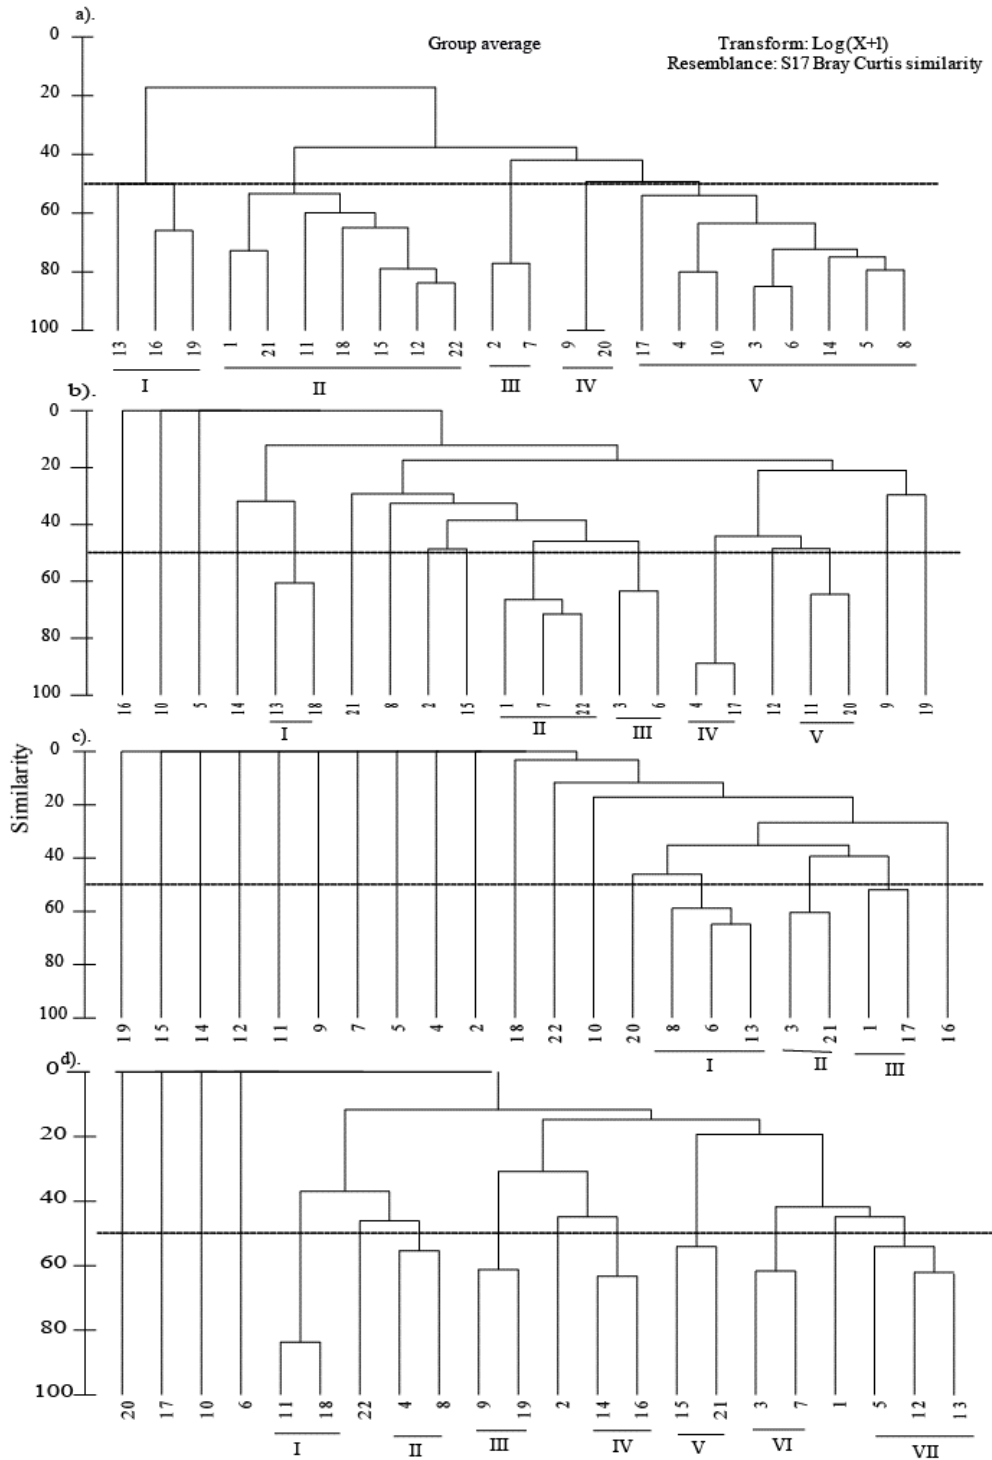 a).
0
Group average
Transform: Log(X+1)
Resemblance: S17 Bray Curtis similarity
20
40
60
80
100
13 16 19 1 21 11 18 15 12 22 2 7 9 20 17 4 10 3 6 14 5 8
I II III IV V
b).
0
20
40
60
80
100
16 10 5 14 13 18 21 8 2 15 1 7 22 3 6 4 17 12 11 20 9 19
I II III IV V
c).
Similarity
0
20
40
60
80
100
19 15 14 12 11 9 7 5 4 2 18 22 10 20 8 6 13 3 21 1 17 16
I II III
d).
0
20
40
60
80
100
20 17 10 6 11 18 22 4 8 9 19 2 14 16 15 21 3 7 1 5 12 13
I II III IV V VI VII